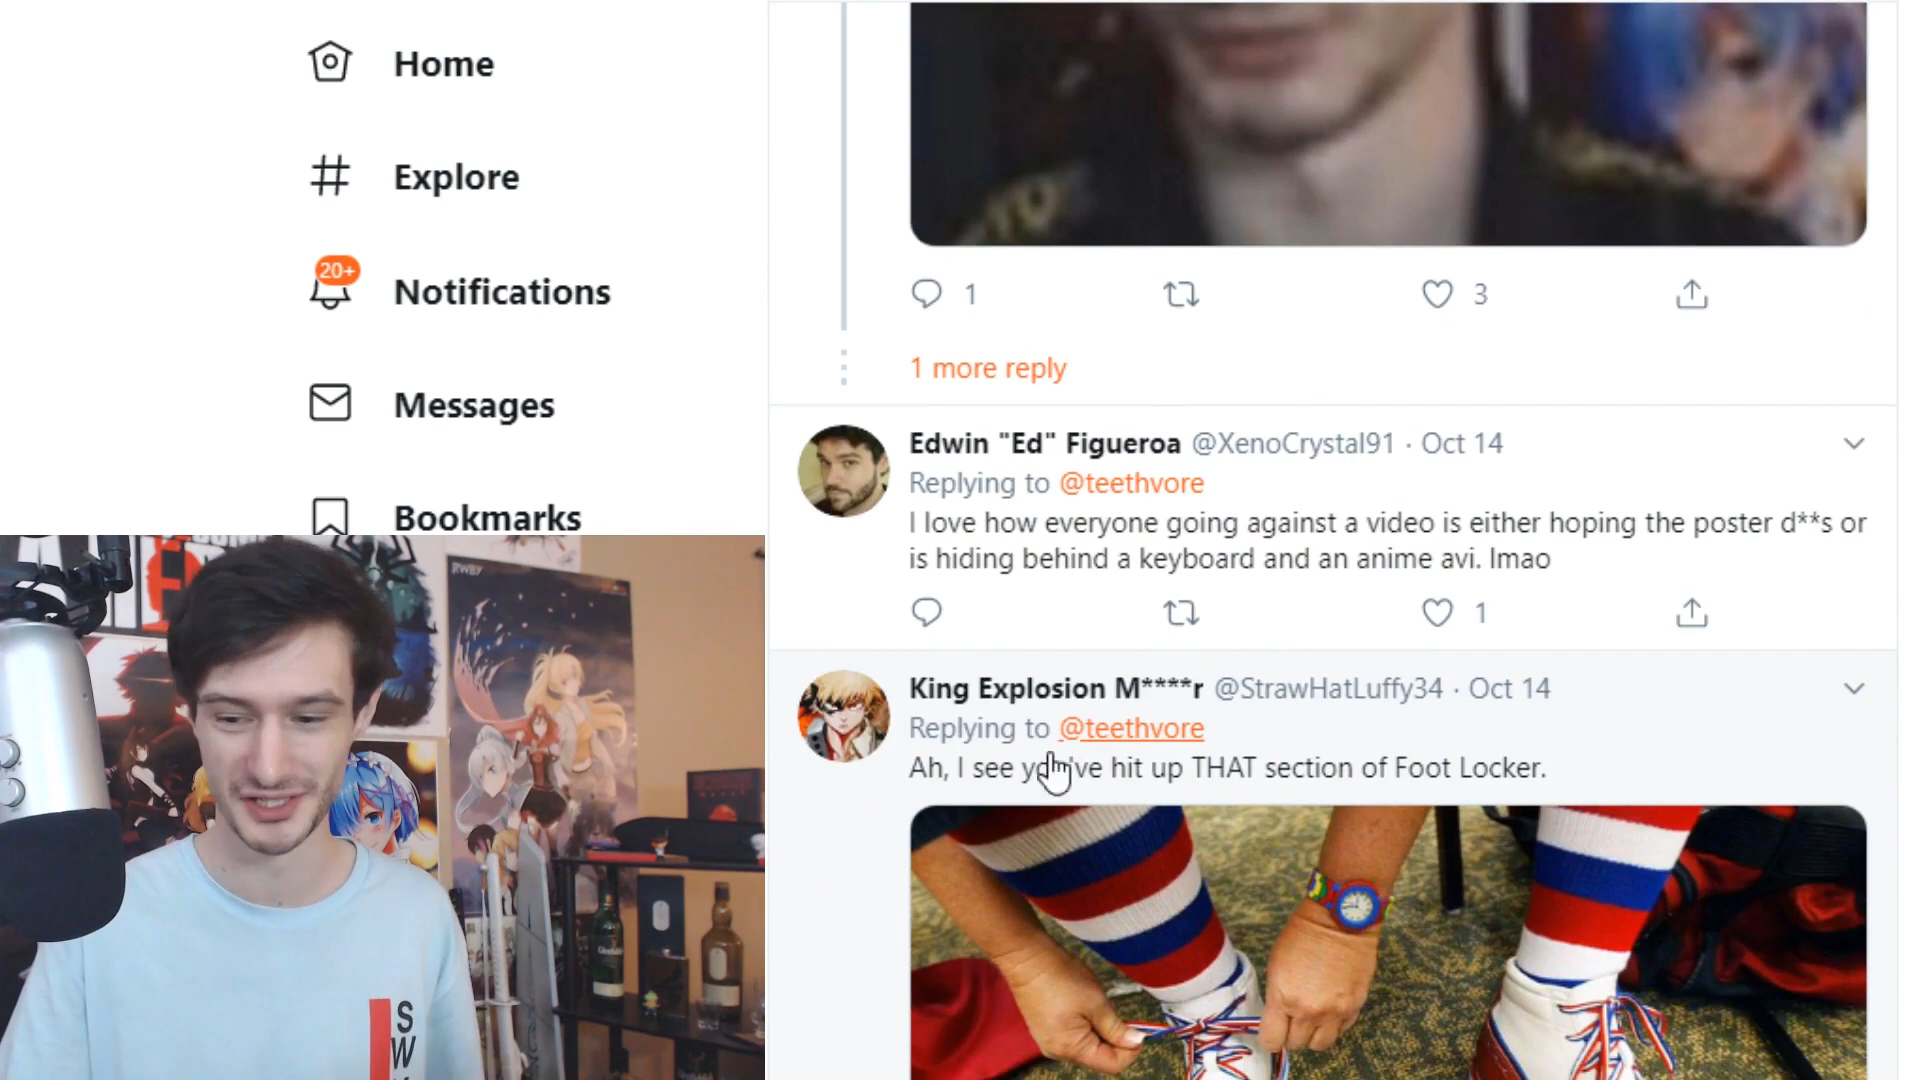 Home
Explore
20+
Notifications
Messages
Bookmarks
1
3
1 more reply
Edwin "Ed" Figueroa @XenoCrystal91 · Oct 14
Replying to @teethvore
I love how everyone going against a video is either hoping the poster d**s or
is hiding behind a keyboard and an anime avi. lmao
1
King Explosion M****r @StrawHatLuffy34 · Oct 14
Replying to @teethvore
Ah, I see you've hit up THAT section of Foot Locker.
RWBY
S
W